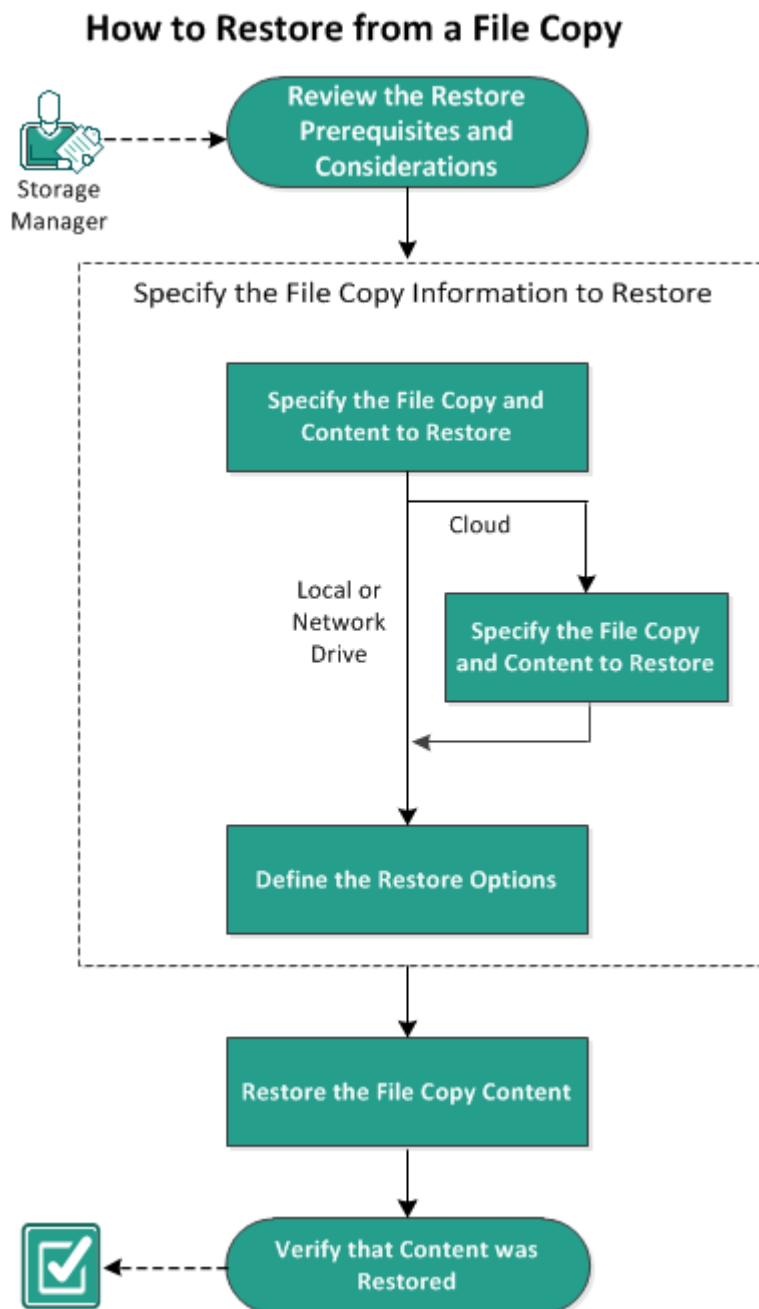 How to Restore from a File Copy
Review the Restore
Prerequisites and
Considerations
Storage
Manager
Specify the File Copy Information to Restore
Specify the File Copy and
Content to Restore
Cloud
Local or
Network
Drive
Specify the File Copy
and Content to Restore
Define the Restore Options
Restore the File Copy Content
Verify that Content was
Restored